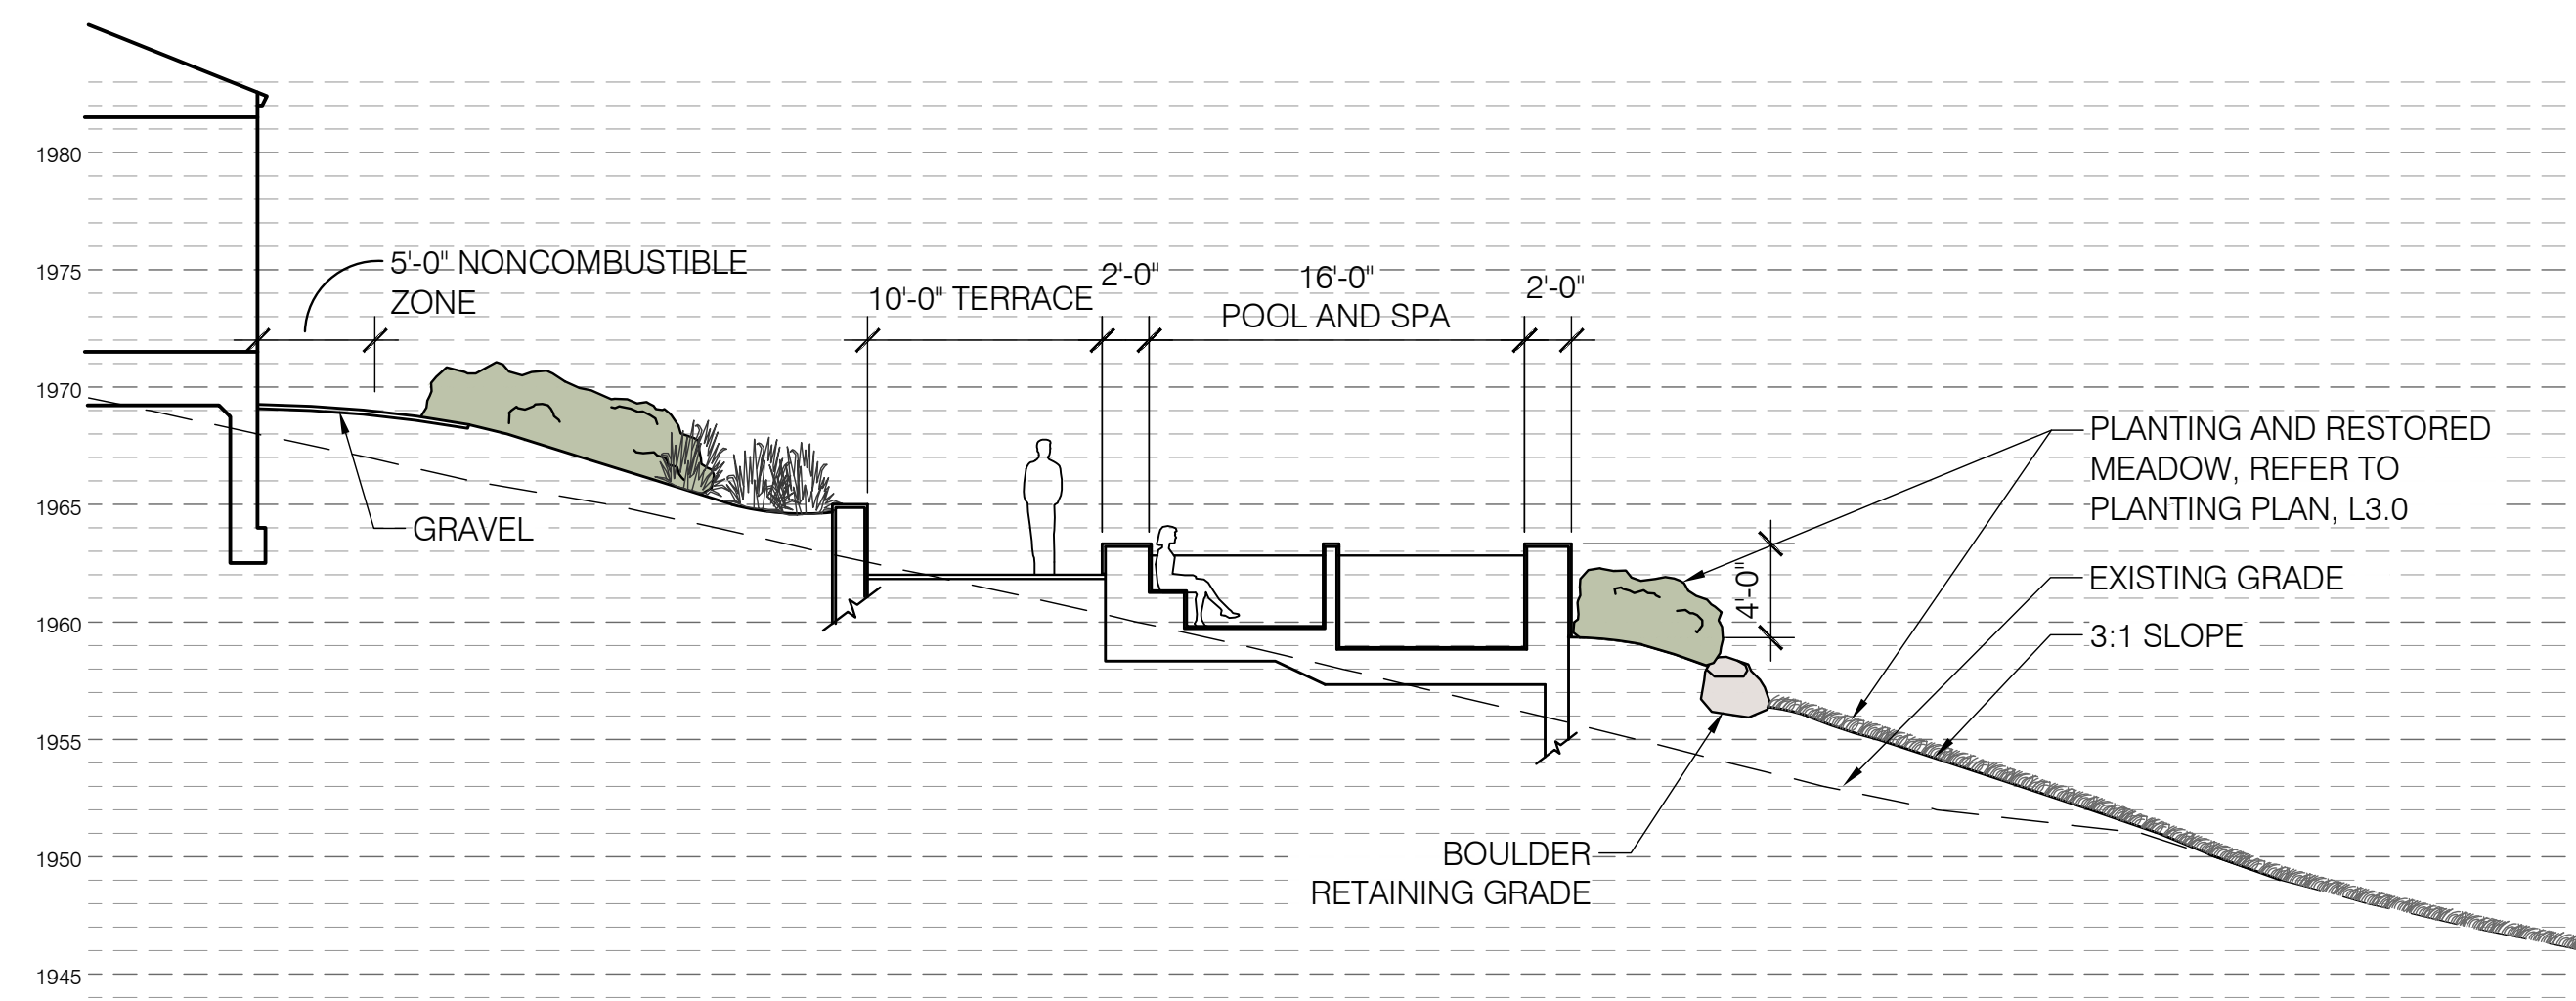 1980
1975
1970
1965
1960
1955
1950
1945
5'-0" NONCOMBUSTIBLE
ZONE
GRAVEL
10'-0" TERRACE
2'-0"
16'-0"
POOL AND SPA
2'-0"
4'-0"
PLANTING AND RESTORED
MEADOW, REFER TO
PLANTING PLAN, L3.0
EXISTING GRADE
3:1 SLOPE
BOULDER
RETAINING GRADE